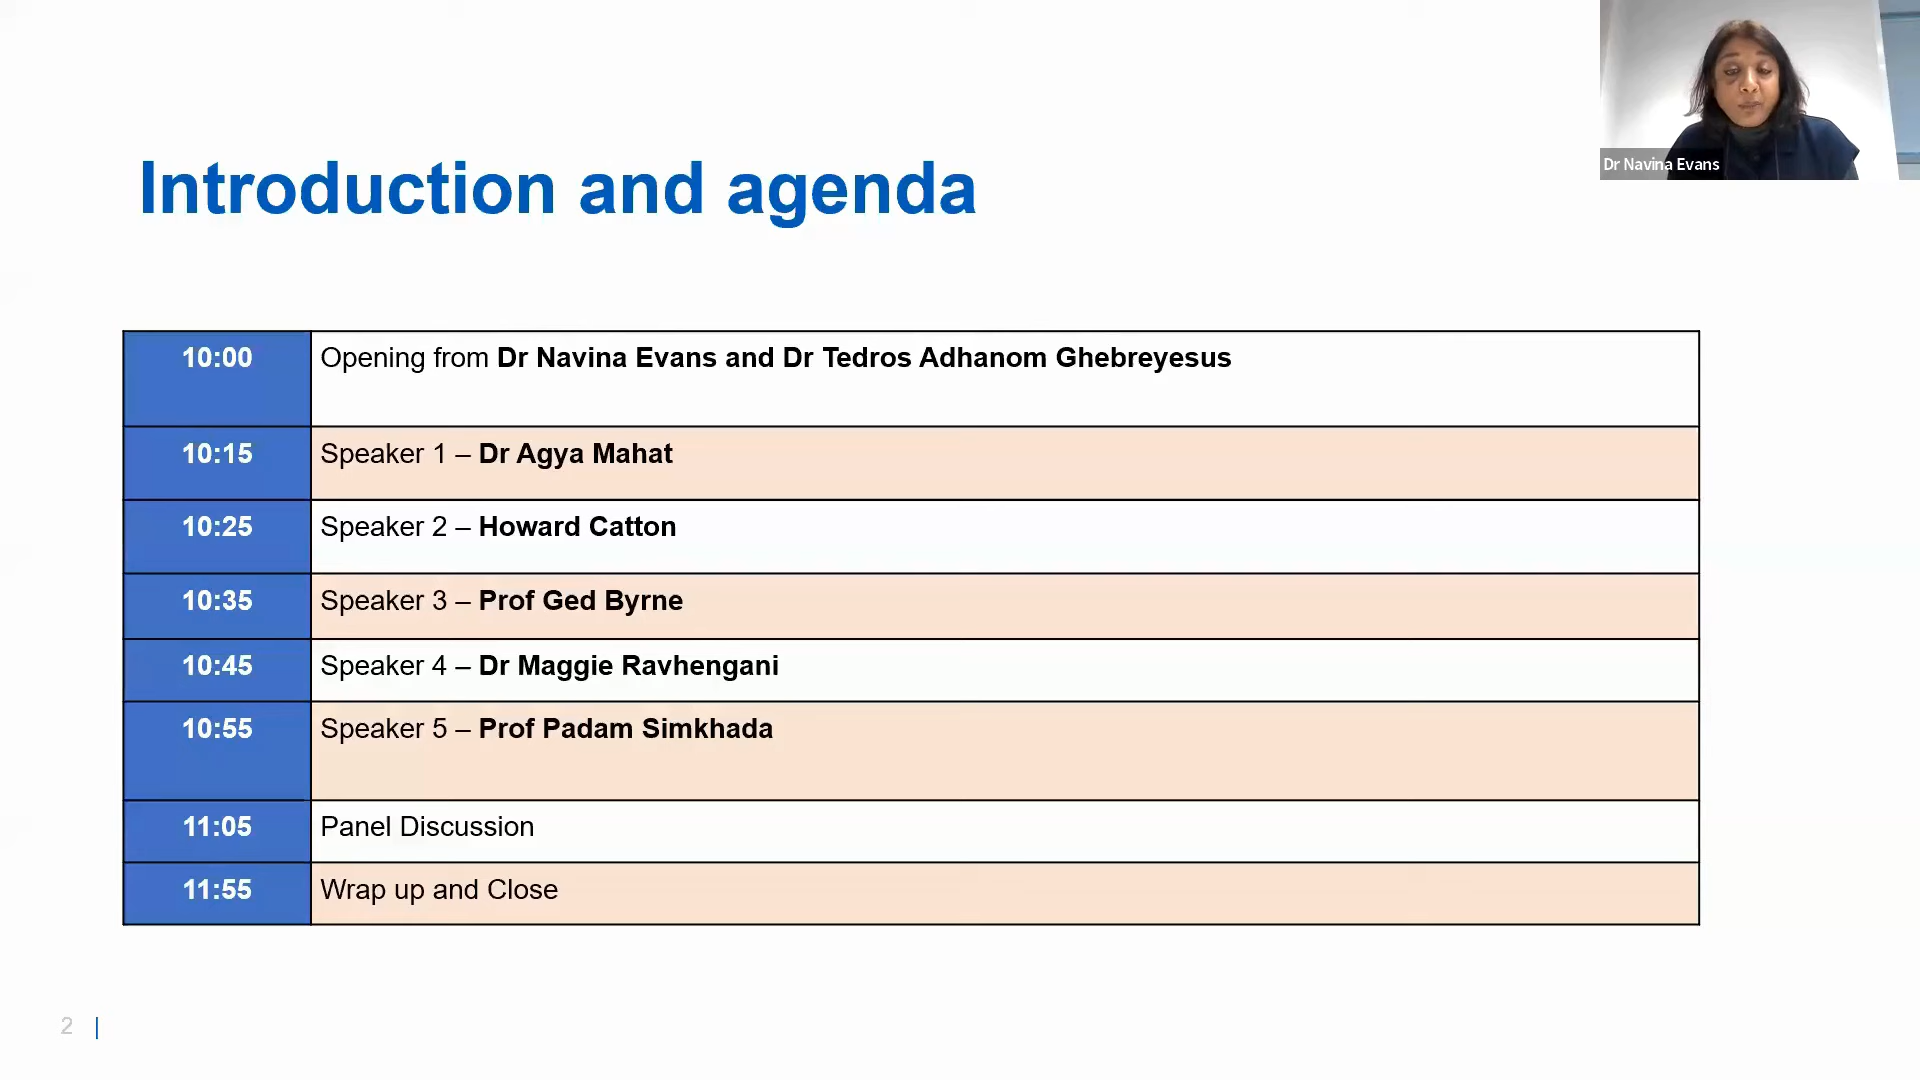 Dr Navina Evans
Introduction and agenda
10:00 Opening from Dr Navina Evans and Dr Tedros Adhanom Ghebreyesus
10:15 Speaker 1 – Dr Agya Mahat
10:25 Speaker 2 – Howard Catton
10:35 Speaker 3 – Prof Ged Byrne
10:45 Speaker 4 – Dr Maggie Ravhengani
10:55 Speaker 5 – Prof Padam Simkhada
11:05 Panel Discussion
11:55 Wrap up and Close
2 |